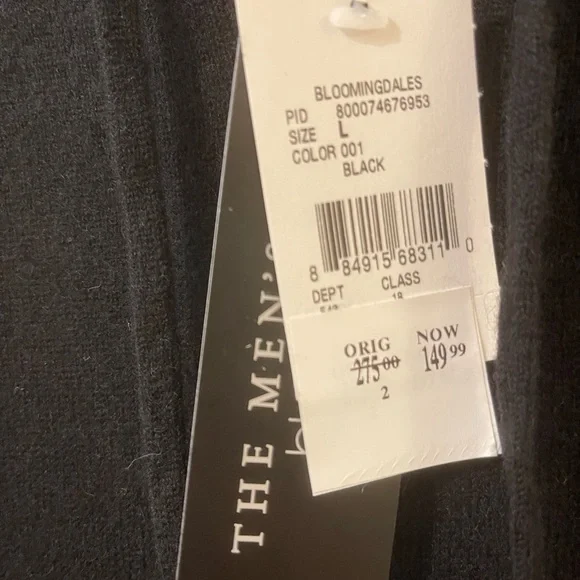 BLOOMINGDALES
PID 800074676953
SIZE L
COLOR 001
BLACK
8 84915 68311 0
DEPT CLASS
18
ORIG NOW
275.00 149.99
2
THE MEN'S